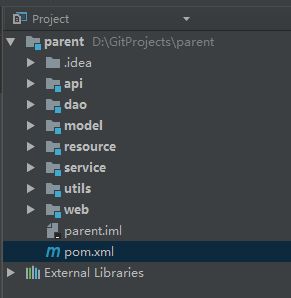 Project
parent D:\GitProjects\parent
.idea
api
dao
model
resource
service
utils
web
parent.iml
m pom.xml
External Libraries